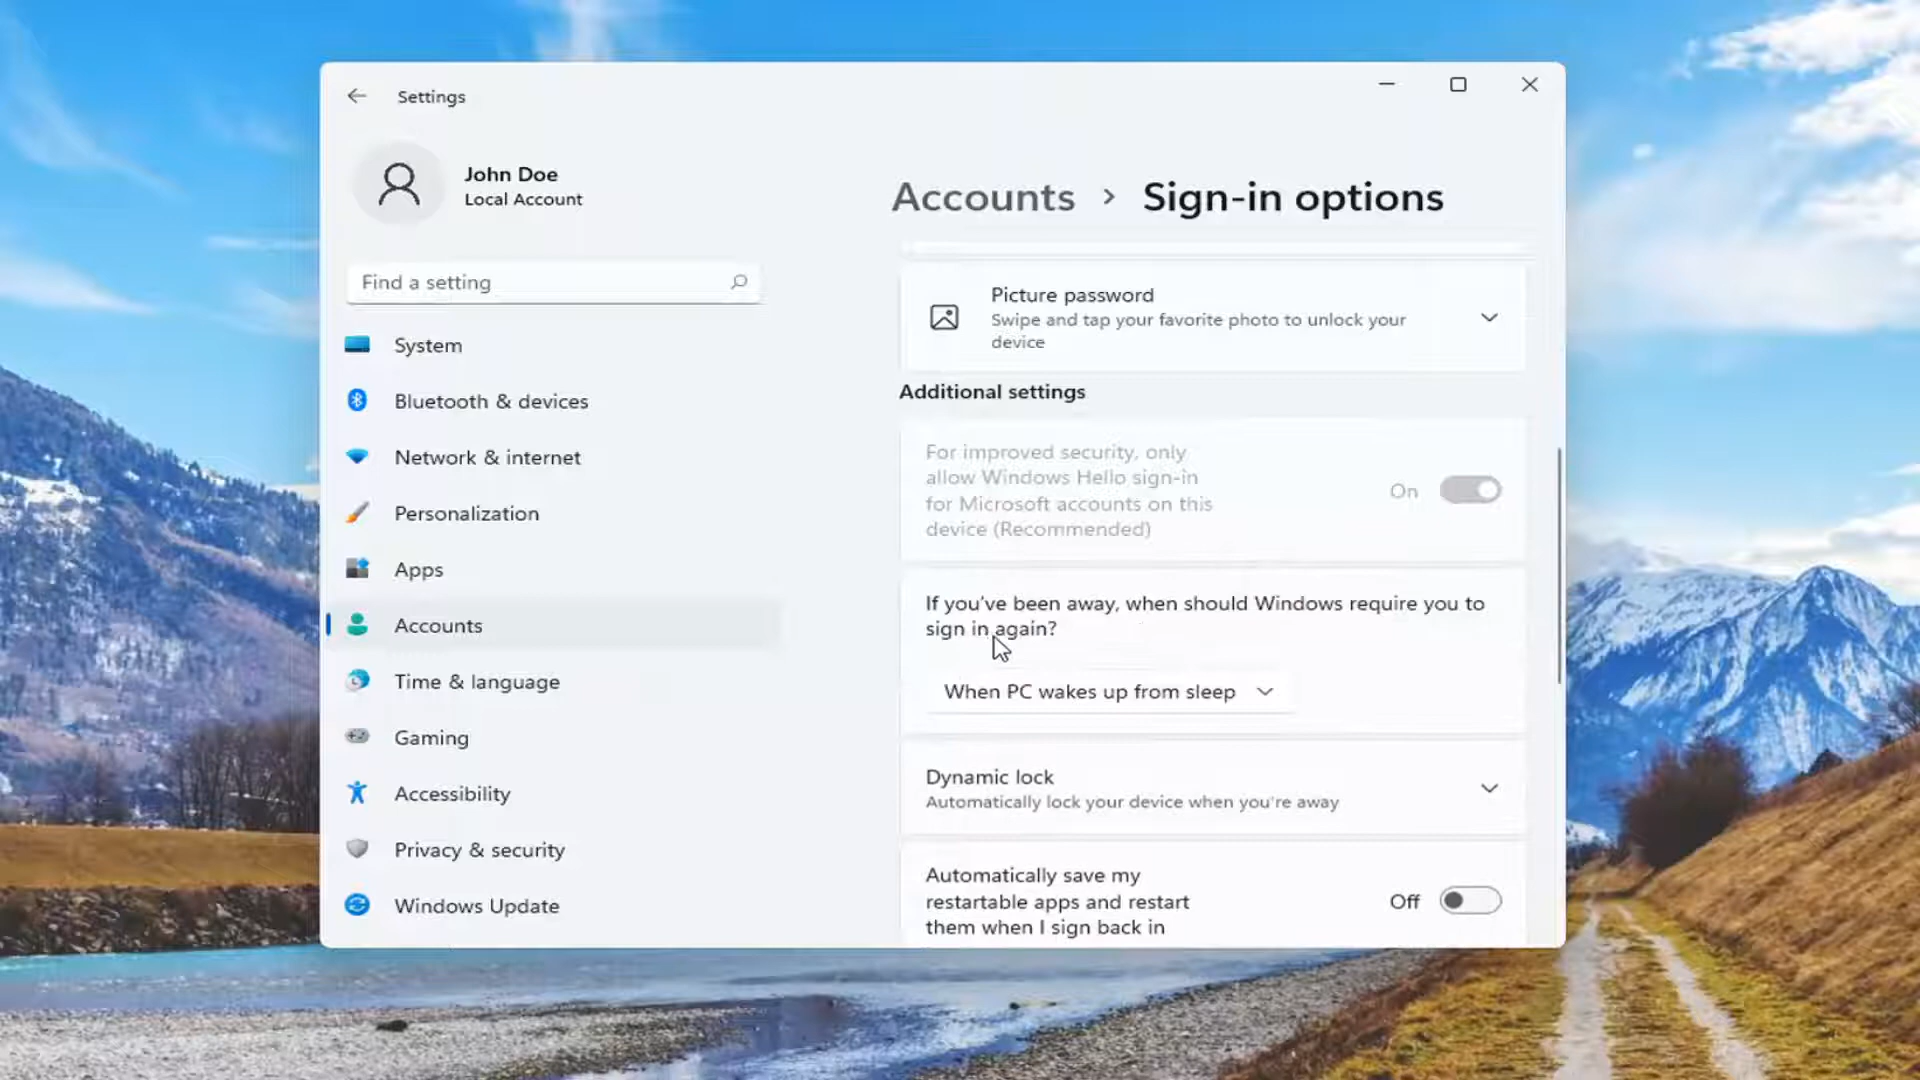 Settings
John Doe
Local Account
Find a setting
System
Bluetooth & devices
Network & internet
Personalization
Apps
Accounts
Time & language
Gaming
Accessibility
Privacy & security
Windows Update
Accounts > Sign-in options
Picture password
Swipe and tap your favorite photo to unlock your
device
Additional settings
For improved security, only
allow Windows Hello sign-in
for Microsoft accounts on this
device (Recommended)
On
If you've been away, when should Windows require you to
sign in again?
When PC wakes up from sleep
Dynamic lock
Automatically lock your device when you're away
Automatically save my
restartable apps and restart
them when I sign back in
Off